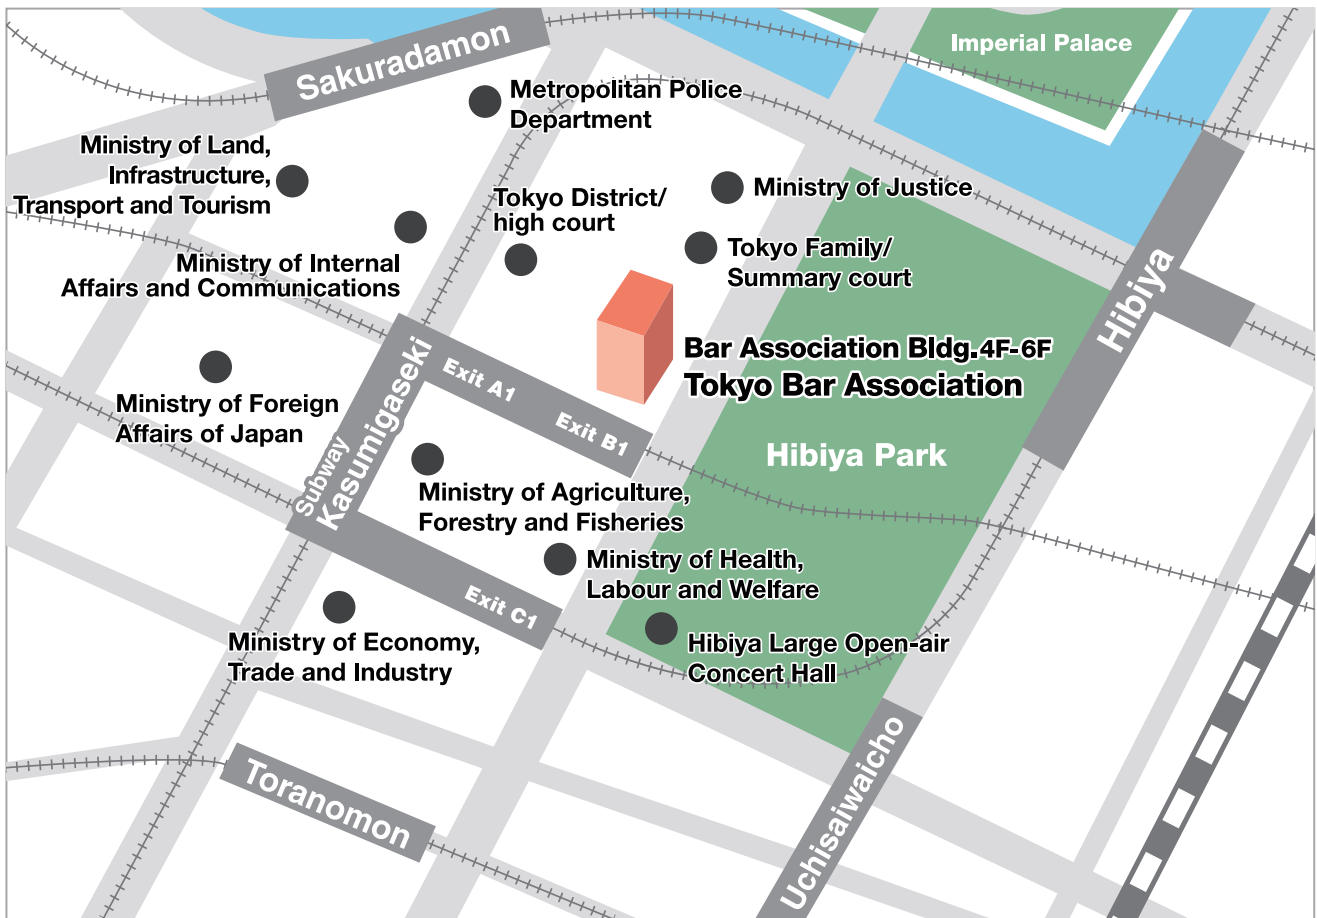 Imperial Palace
Sakuradamon
Metropolitan Police
Department
Ministry of Land,
Infrastructure,
Transport and Tourism
Tokyo District/
high court
Ministry of Justice
Tokyo Family/
Summary court
Ministry of Internal
Affairs and Communications
Hibiya
Bar Association Bldg.4F-6F
Tokyo Bar Association
Exit A1
Exit B1
Subway
Kasumigaseki
Ministry of Foreign
Affairs of Japan
Hibiya Park
Ministry of Agriculture,
Forestry and Fisheries
Ministry of Health,
Labour and Welfare
Exit C1
Ministry of Economy,
Trade and Industry
Hibiya Large Open-air
Concert Hall
Toranomon
Uchisaiwaicho